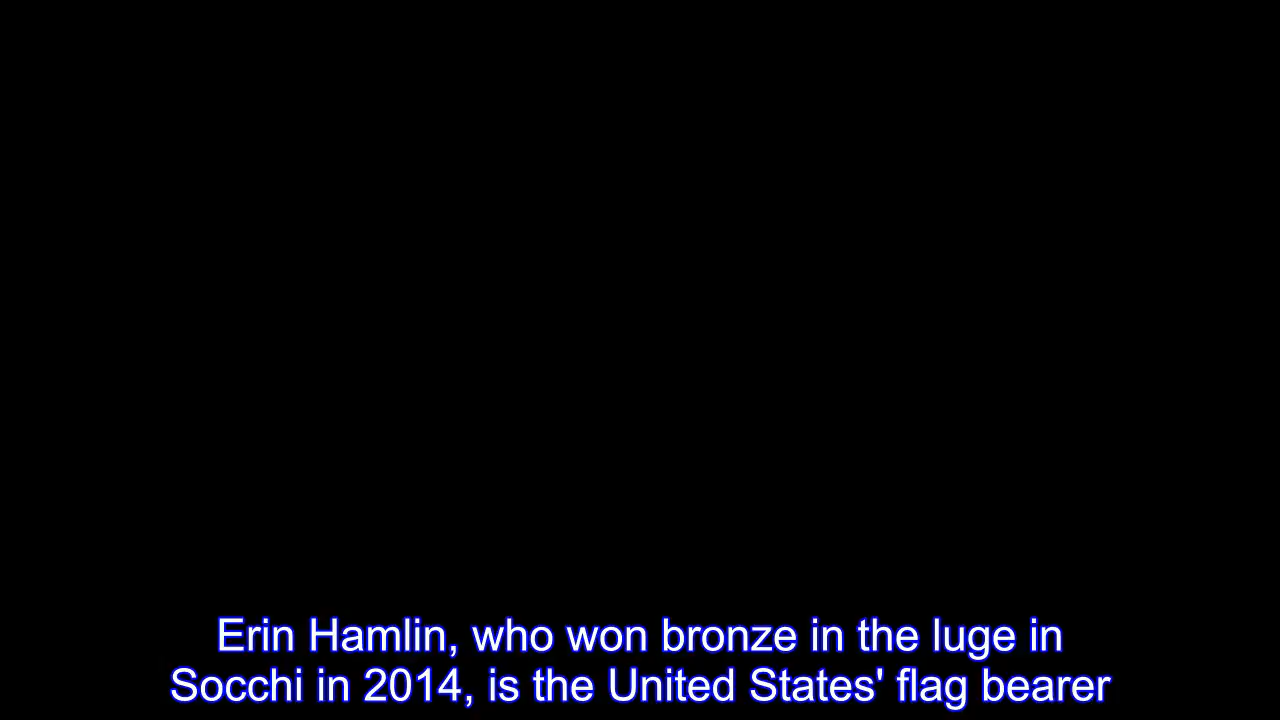 Erin Hamlin, who won bronze in the luge in
Socchi in 2014, is the United States' flag bearer